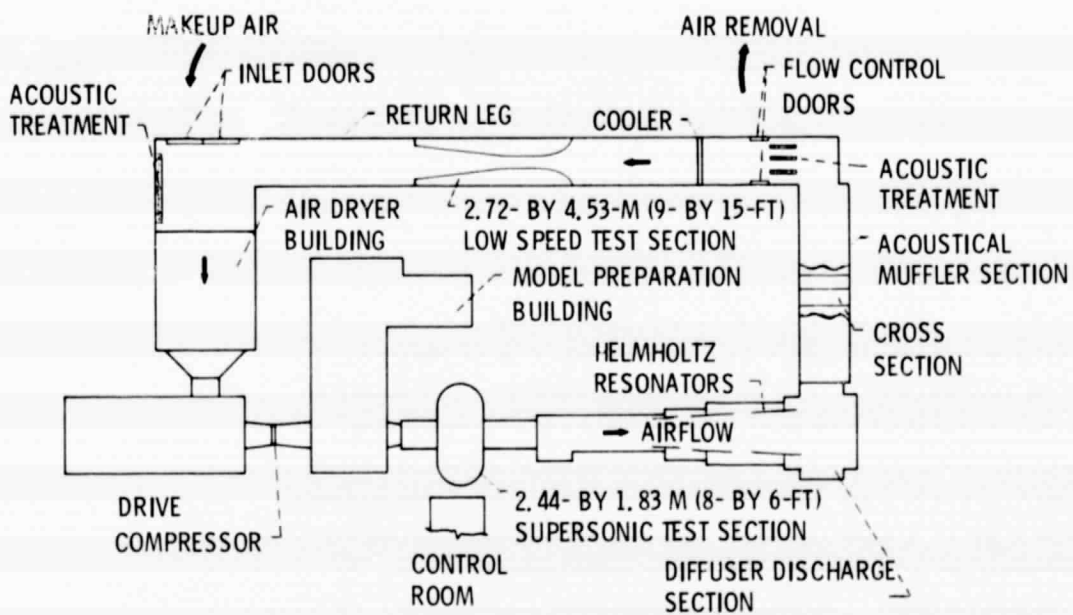 MAKEUP AIR
AIR REMOVAL
INLET DOORS
FLOW CONTROL
DOORS
ACOUSTIC
TREATMENT
RETURN LEG
COOLER
ACOUSTIC
TREATMENT
AIR DRYER
BUILDING
2.72- BY 4.53-M (9- BY 15-FT)
LOW SPEED TEST SECTION
ACOUSTICAL
MUFFLER SECTION
MODEL PREPARATION
BUILDING
CROSS
SECTION
HELMHOLTZ
RESONATORS
AIRFLOW
2.44- BY 1.83 M (8- BY 6-FT)
SUPERSONIC TEST SECTION
DRIVE
COMPRESSOR
CONTROL
ROOM
DIFFUSER DISCHARGE
SECTION